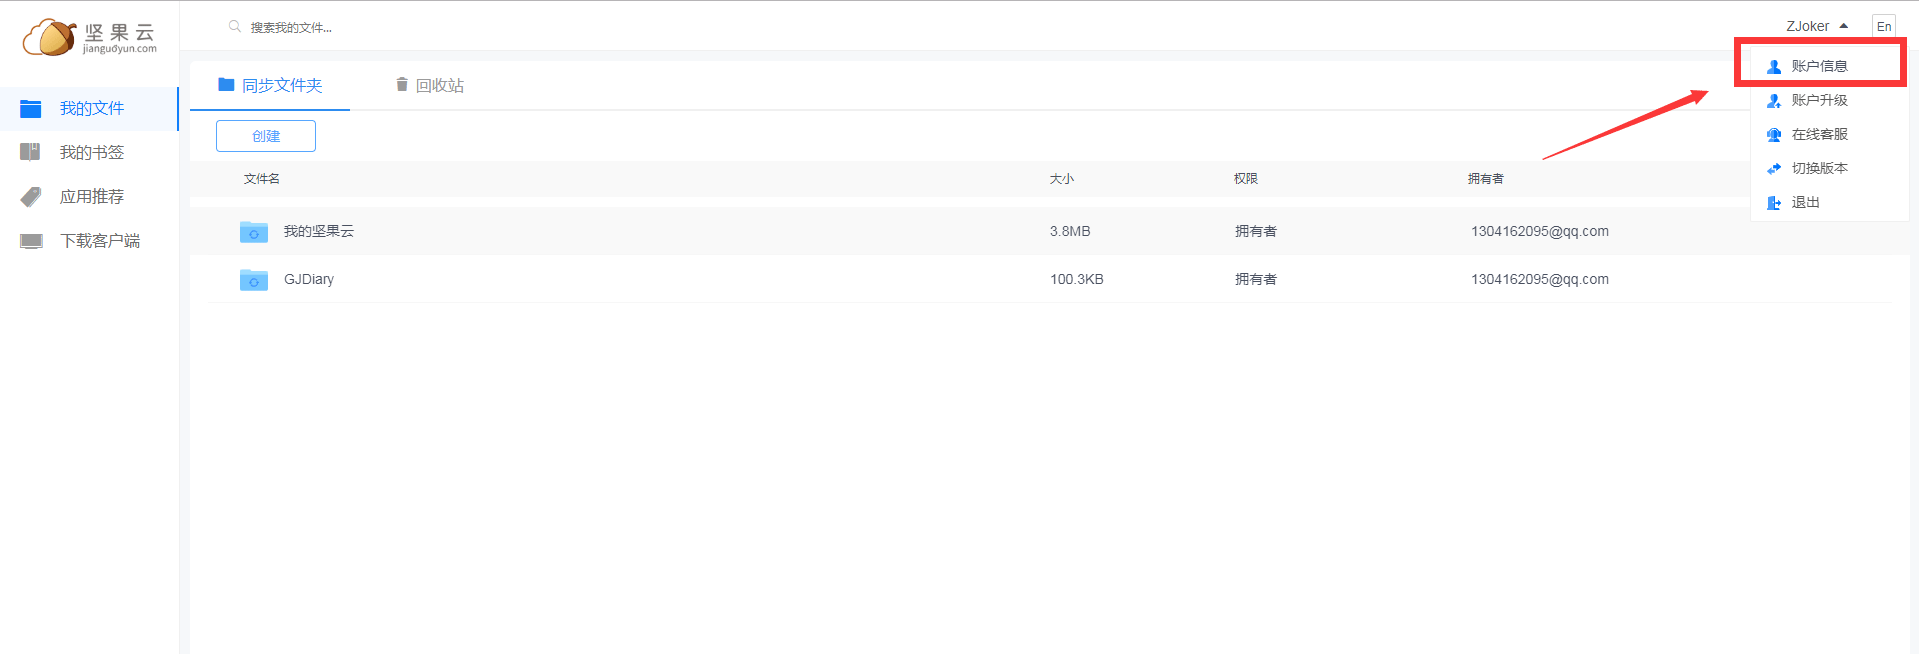 坚果云
jianguoyun.com
搜索我的文件...
ZJoker
En
我的文件
我的书签
应用推荐
下载客户端
同步文件夹
回收站
创建
账户信息
账户升级
在线客服
切换版本
退出
文件名 大小 权限 拥有者
我的坚果云 3.8MB 拥有者 1304162095@qq.com
GJDiary 100.3KB 拥有者 1304162095@qq.com